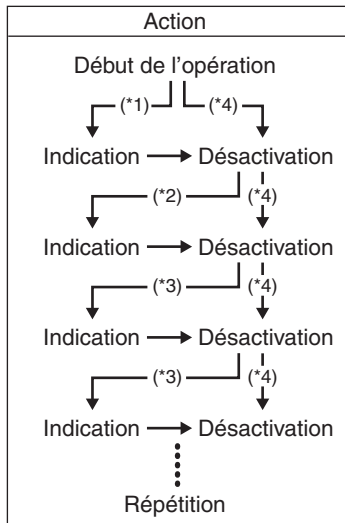 Action
Début de l'opération
(*1) (*4)
Indication Désactivation
(*2) (*4)
Indication Désactivation
(*3) (*4)
Indication Désactivation
(*3) (*4)
Indication Désactivation
Répétition